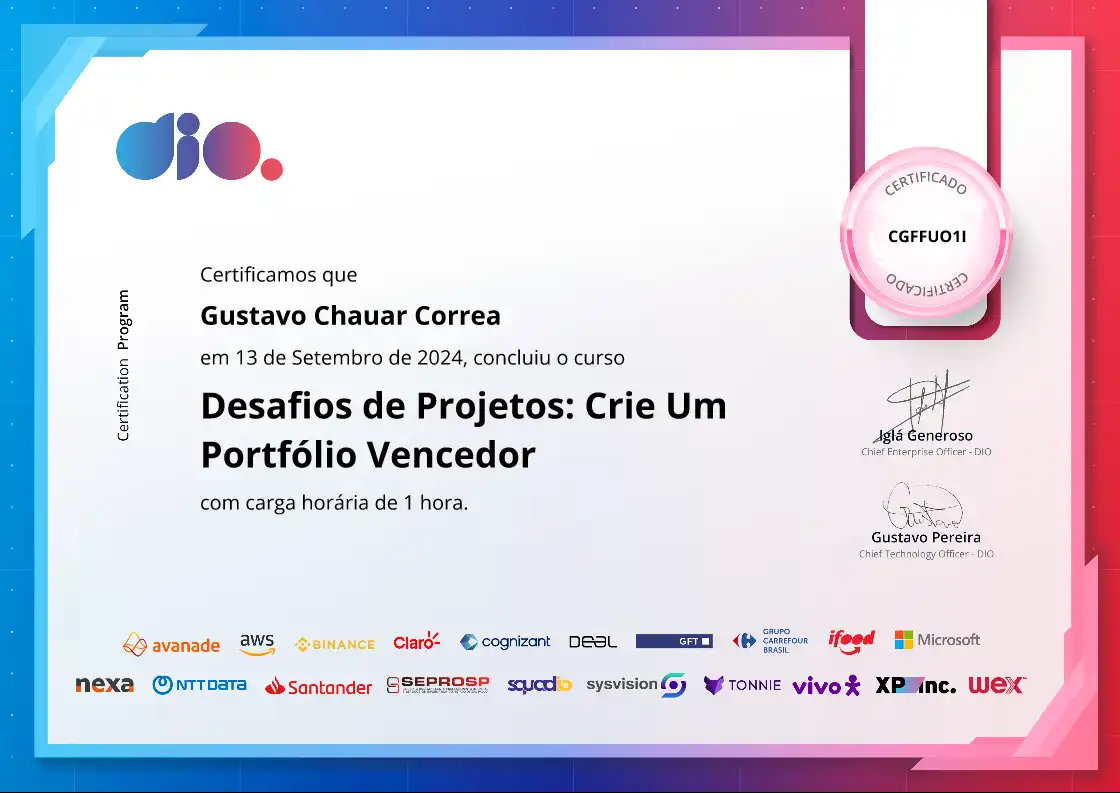 dio.
CERTIFICADO
CGFFUO1I
CERTIFICADO
Certification Program
Certificamos que
Gustavo Chauar Correa
em 13 de Setembro de 2024, concluiu o curso
Desafios de Projetos: Crie Um
Portfólio Vencedor
com carga horária de 1 hora.
Iglá Generoso
Chief Enterprise Officer - DIO
Gustavo Pereira
Chief Technology Officer - DIO
avanade aws BINANCE Claro cognizant DEAL GFT GRUPO CARREFOUR BRASIL ifood Microsoft
nexa NTT DATA Santander SEPROSP squadio sysvision TONNIE vivo XP inc. wex